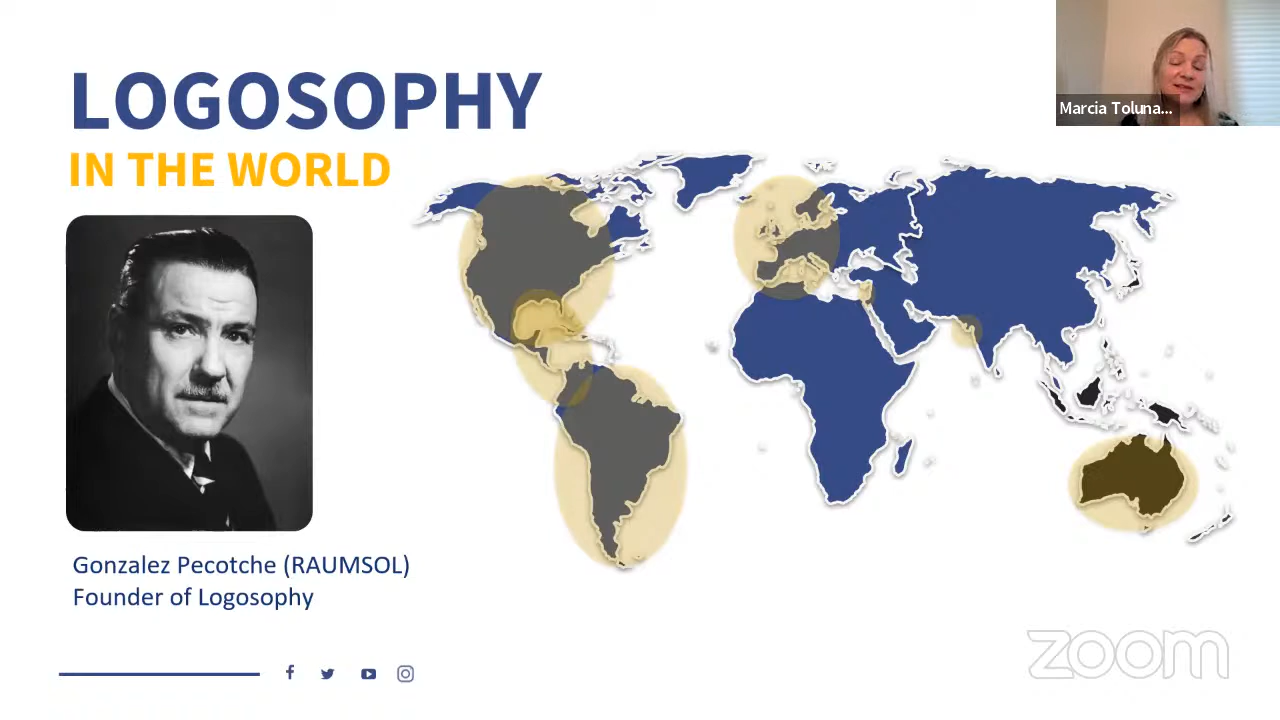 LOGOSOPHY
IN THE WORLD
Marcia Toluna...
Gonzalez Pecotche (RAUMSOL)
Founder of Logosophy
zoom